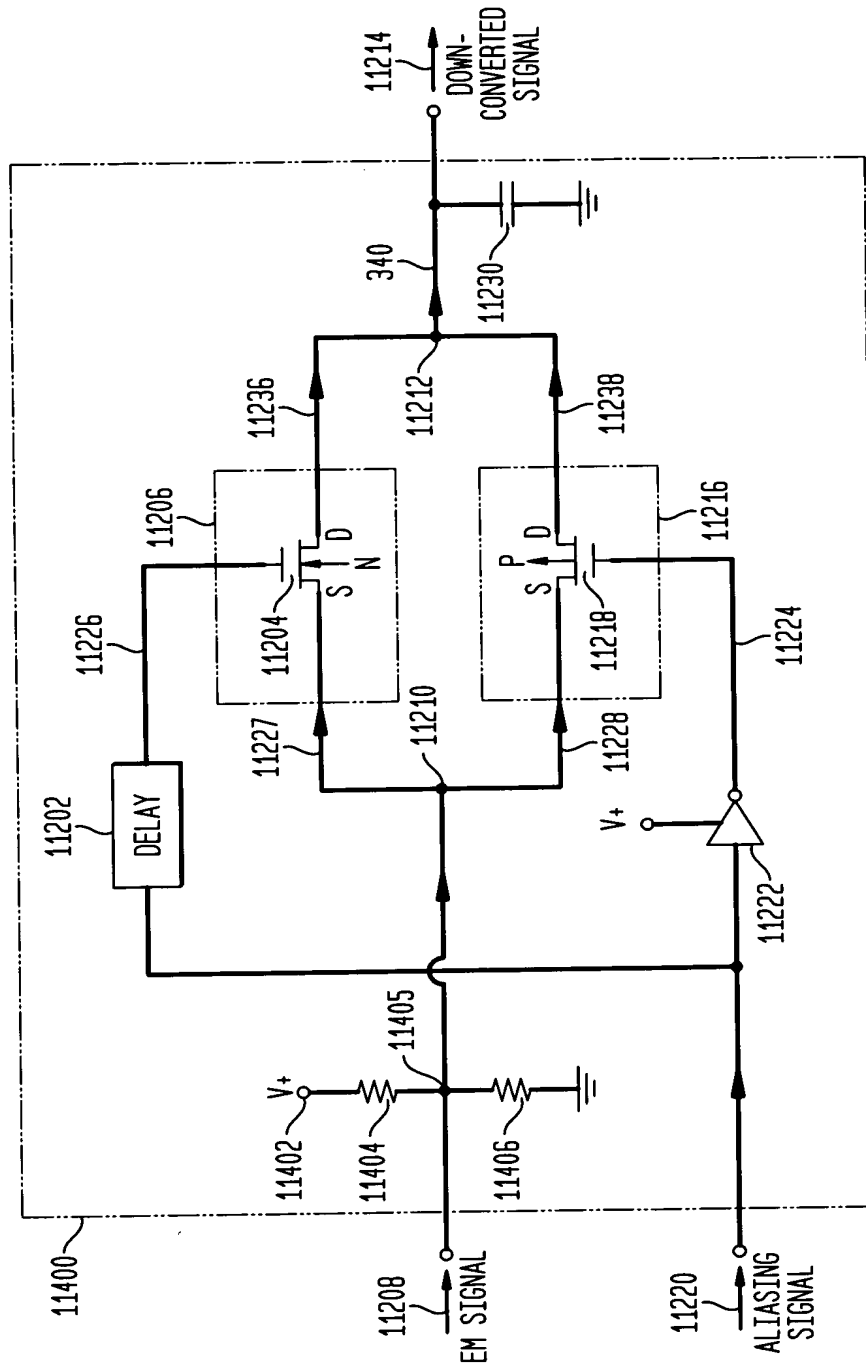 11400
11208
EM SIGNAL
11220
ALIASING
SIGNAL
V+
11402
11404
11405
11406
11202
DELAY
11226
11227
11210
11228
V+
11222
11224
11206
11204
S
N
D
11216
P
S
D
11218
11236
11238
11212
340
11230
11214
DOWN-
CONVERTED
SIGNAL